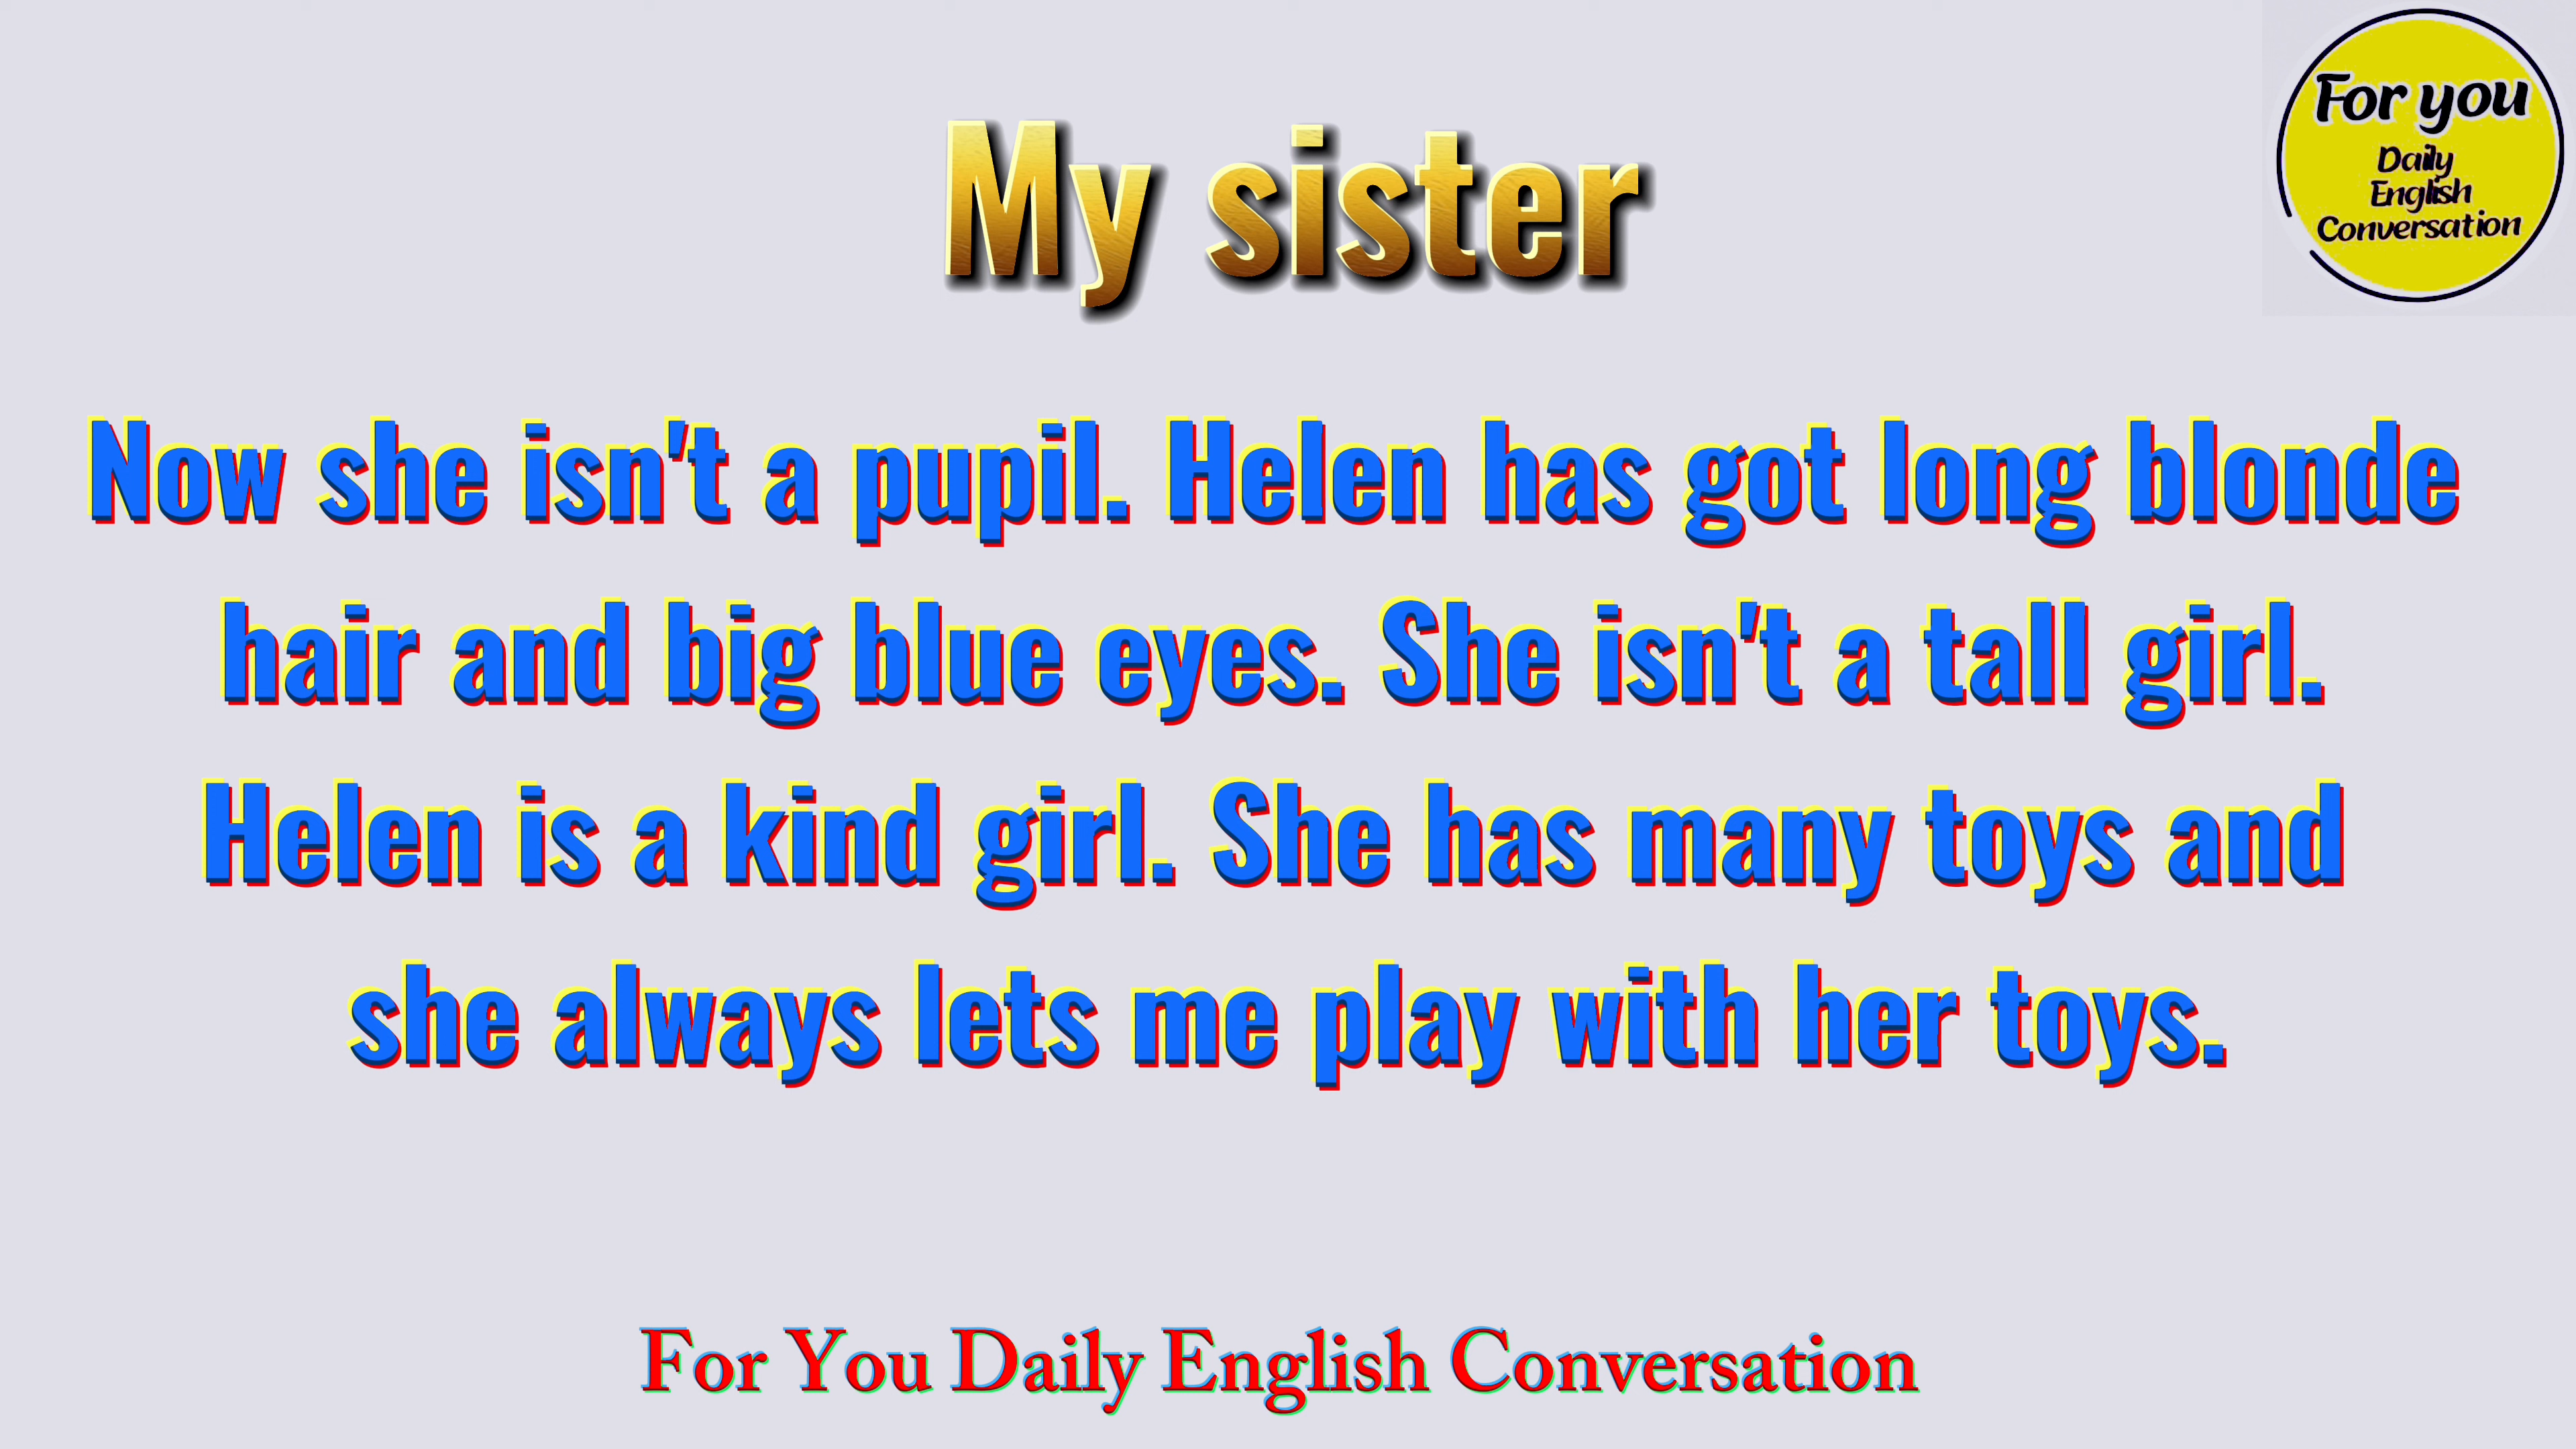 My sister
For you
Daily
English
Conversation
Now she isn't a pupil. Helen has got long blonde
hair and big blue eyes. She isn't a tall girl.
Helen is a kind girl. She has many toys and
she always lets me play with her toys.
For You Daily English Conversation